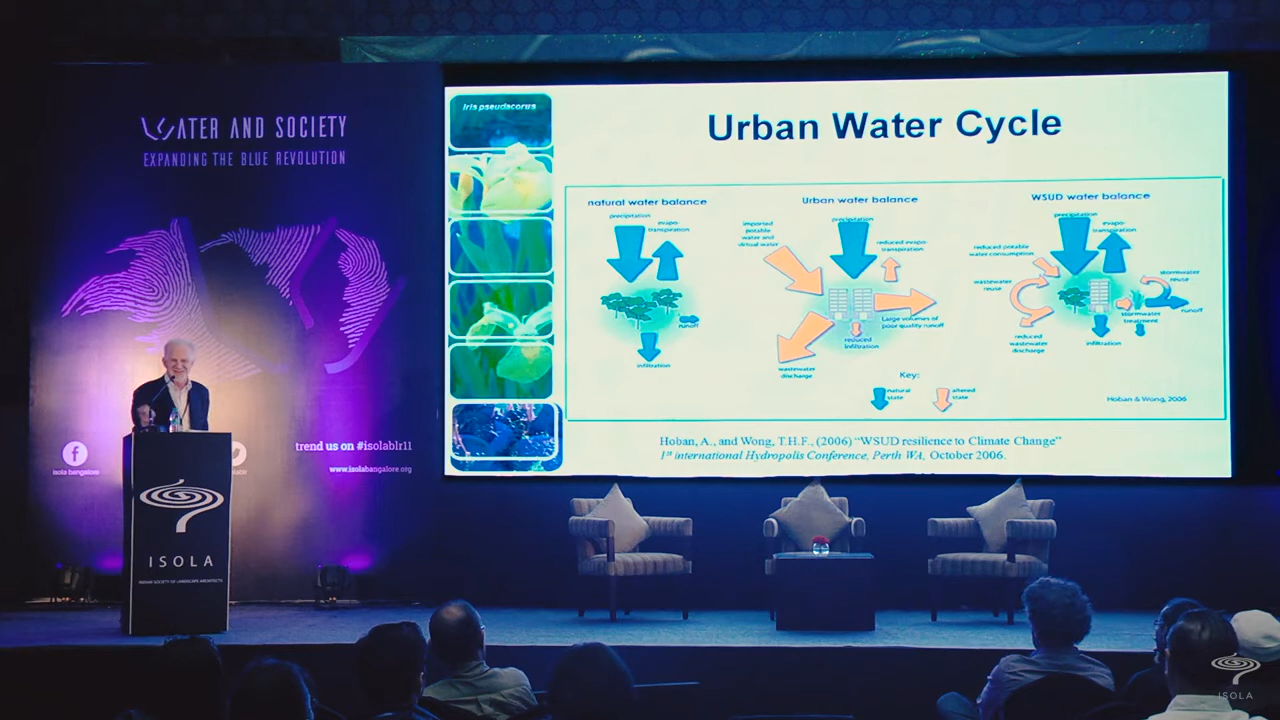 WATER AND SOCIETY
EXPANDING THE BLUE REVOLUTION
isola bangalore
trend us on #isolablr11
www.isolabangalore.org
ISOLA
INDIAN SOCIETY OF LANDSCAPE ARCHITECTS
Iris pseudacorus
Urban Water Cycle
natural water balance
precipitation
evapo-
transpiration
runoff
infiltration
Urban water balance
imported
potable
water and
virtual water
precipitation
reduced evapo-
transpiration
Large volumes of
poor quality runoff
reduced
infiltration
wastewater
discharge
WSUD water balance
precipitation
evapo-
transpiration
reduced potable
water consumption
wastewater
reuse
stormwater
reuse
runoff
stormwater
treatment
reduced
wastewater
discharge
infiltration
Key:
natural
state
altered
state
Hoban & Wong, 2006
Hoban, A., and Wong, T.H.F., (2006) “WSUD resilience to Climate Change”
1st international Hydropolis Conference, Perth WA, October 2006.
ISOLA